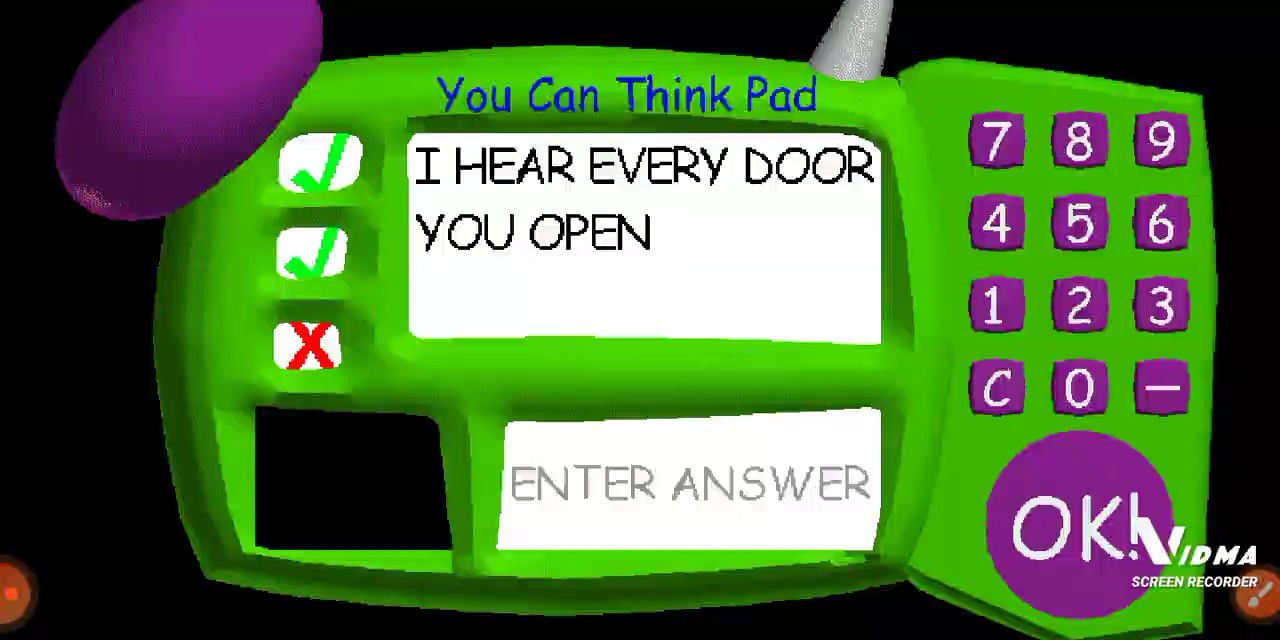 You Can Think Pad
I HEAR EVERY DOOR
YOU OPEN
7 8 9
4 5 6
1 2 3
C 0 —
ENTER ANSWER
OK!
VIDMA
SCREEN RECORDER